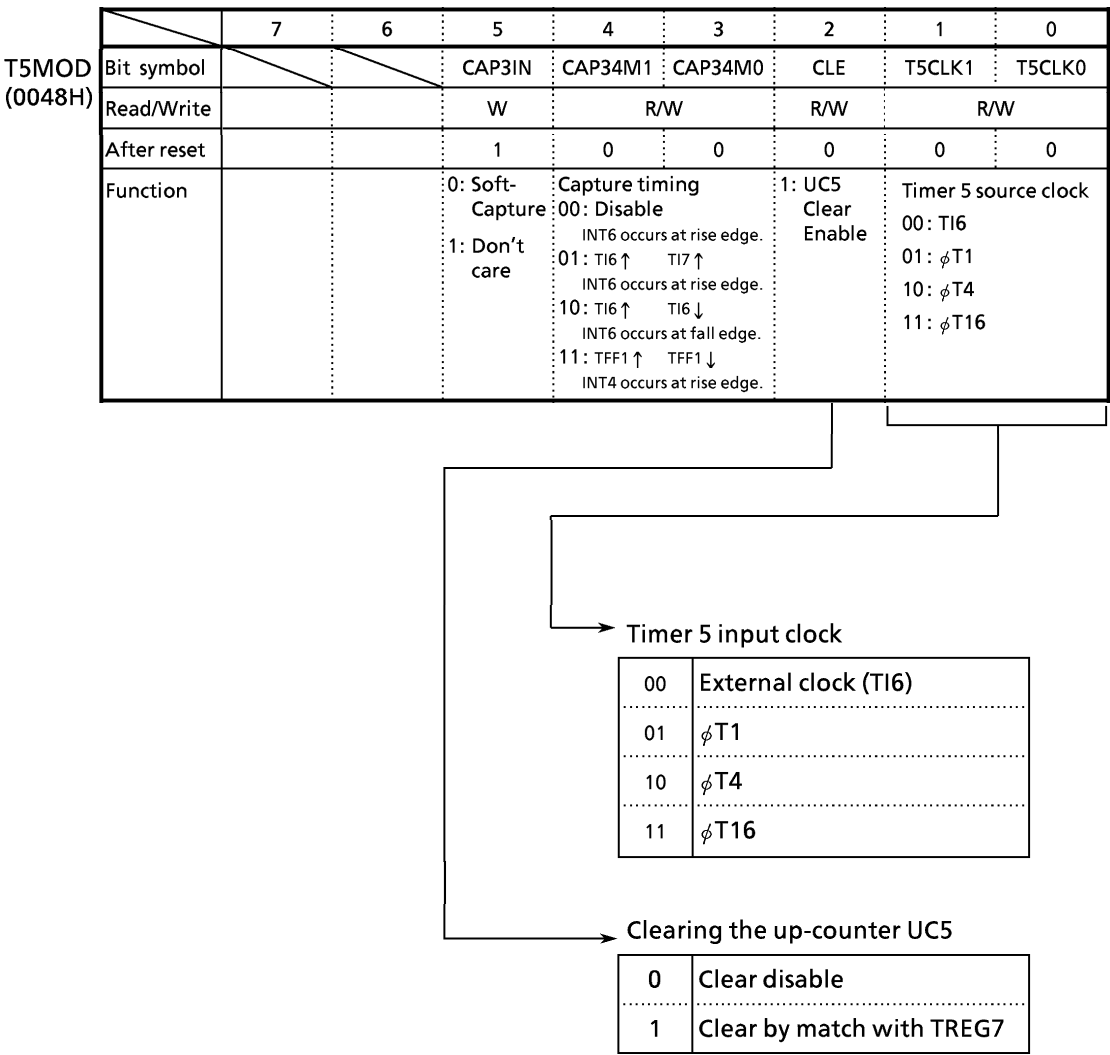 7 6 5 4 3 2 1 0
T5MOD
(0048H)
Bit symbol CAP3IN CAP34M1 CAP34M0 CLE T5CLK1 T5CLK0
Read/Write W R/W R/W R/W
After reset 1 0 0 0 0 0
Function
0: Soft-
Capture
1: Don't
care
Capture timing
00: Disable
INT6 occurs at rise edge.
01: TI6↑ TI7↑
INT6 occurs at rise edge.
10: TI6↑ TI6↓
INT6 occurs at fall edge.
11: TFF1↑ TFF1↓
INT4 occurs at rise edge.
1: UC5
Clear
Enable
Timer 5 source clock
00: TI6
01: ϕT1
10: ϕT4
11: ϕT16
Timer 5 input clock
00 External clock (TI6)
01 ϕT1
10 ϕT4
11 ϕT16
Clearing the up-counter UC5
0 Clear disable
1 Clear by match with TREG7